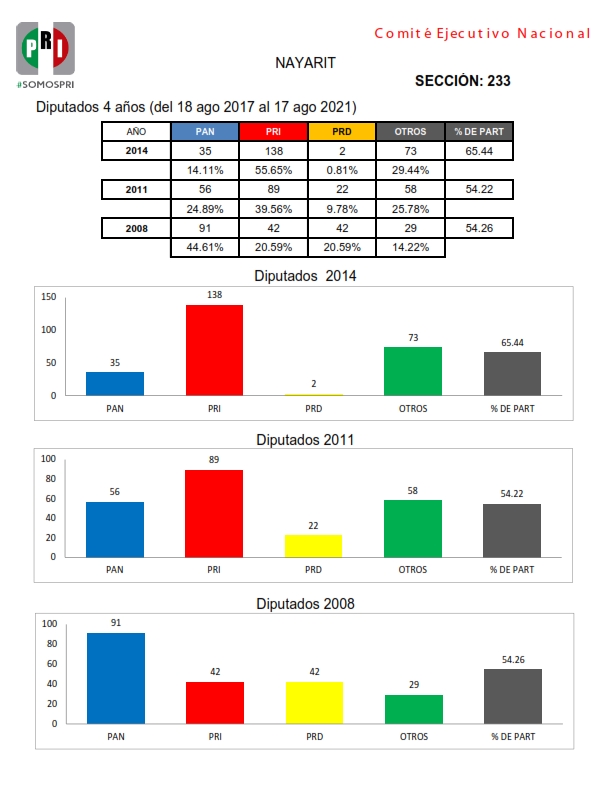 Comité Ejecutivo Nacional
PRI
#SOMOSPRI
NAYARIT
SECCIÓN: 233
Diputados 4 años (del 18 ago 2017 al 17 ago 2021)
AÑO PAN PRI PRD OTROS % DE PART
2014 35 138 2 73 65.44
14.11% 55.65% 0.81% 29.44%
2011 56 89 22 58 54.22
24.89% 39.56% 9.78% 25.78%
2008 91 42 42 29 54.26
44.61% 20.59% 20.59% 14.22%
Diputados 2014
150
100
50
0
35 138 2 73 65.44
PAN PRI PRD OTROS % DE PART
Diputados 2011
100
80
60
40
20
0
56 89 22 58 54.22
PAN PRI PRD OTROS % DE PART
Diputados 2008
100
80
60
40
20
0
91 42 42 29 54.26
PAN PRI PRD OTROS % DE PART